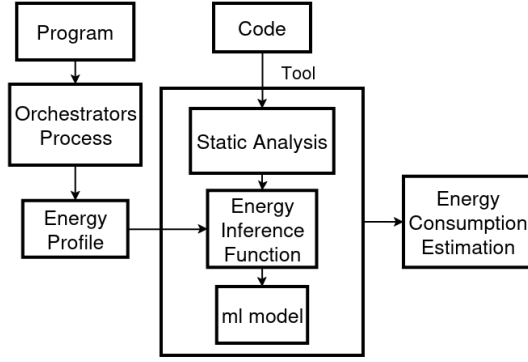 Program
Code
Tool
Orchestrators
Process
Static Analysis
Energy
Profile
Energy
Inference
Function
Energy
Consumption
Estimation
ml model